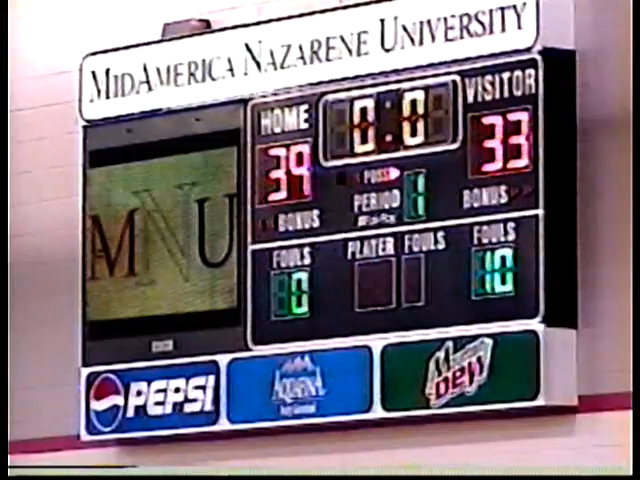 MIDAMERICA NAZARENE UNIVERSITY
HOME 0:0 VISITOR
39 33
POSS
PERIOD 1
BONUS BONUS
FOULS PLAYER FOULS FOULS
0 10
MNU
PEPSI AQUAFINA Mountain Dew